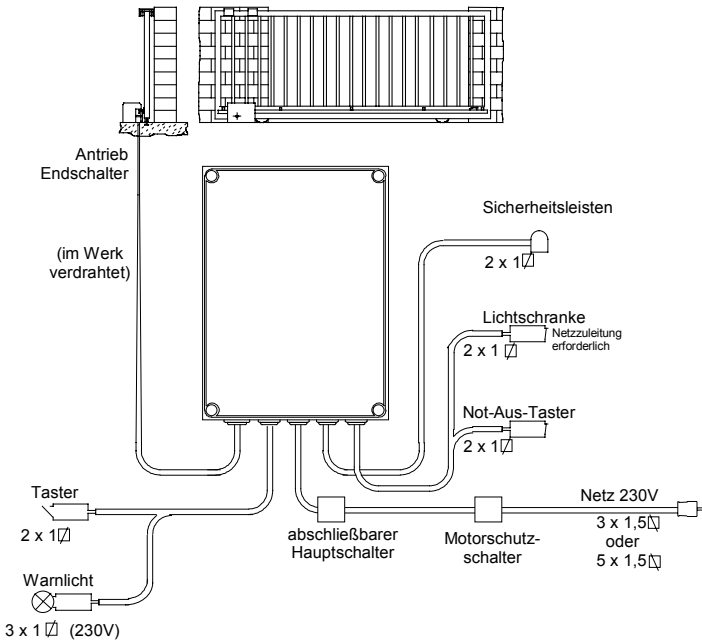 Antrieb
Endschalter
(im Werk
verdrahtet)
Sicherheitsleisten
2 x 1⍁
Lichtschranke
Netzzuleitung
erforderlich
2 x 1 ⍁
Not-Aus-Taster
2 x 1⍁
Taster
2 x 1⍁
Warnlicht
3 x 1 ⍁ (230V)
abschließbarer
Hauptschalter
Motorschutz-
schalter
Netz 230V
3 x 1,5⍁
oder
5 x 1,5⍁